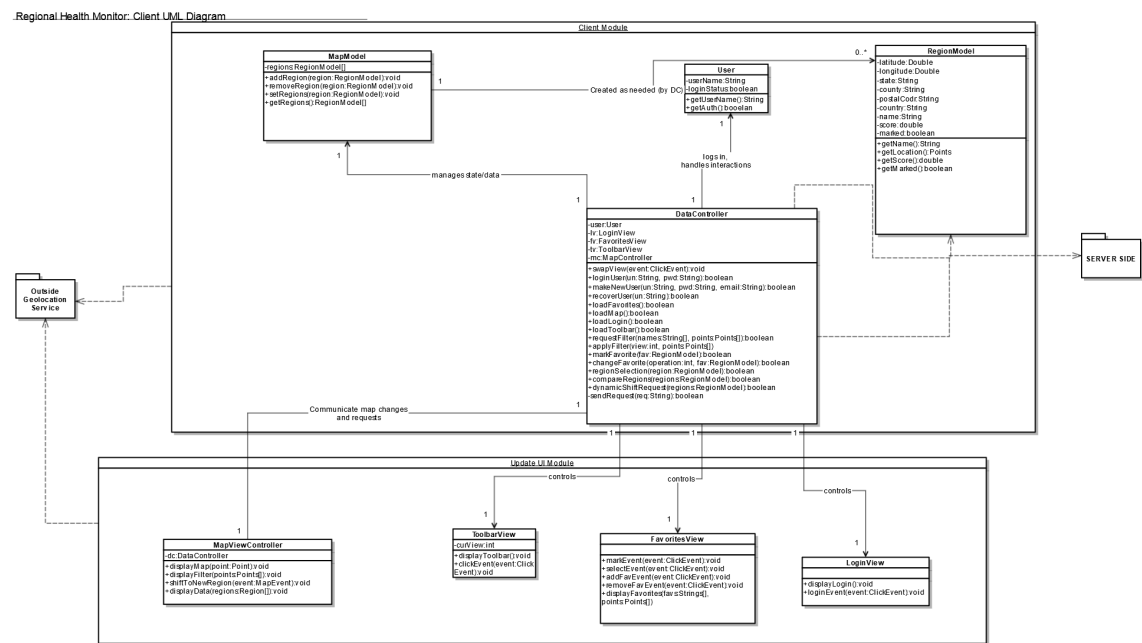 Regional Health Monitor: Client UML Diagram
Client Module
MapModel
-regions:RegionModel[]
+addRegion(region:RegionModel):void
+removeRegion(region:RegionModel):void
+setRegions(region:RegionModel):void
+getRegions():RegionModel[]
1
Created as needed (by DC)
0..*
User
-userName:String
-loginStatus:boolean
+getUserName():String
+getAuth():booelan
RegionModel
-latitude:Double
-longitude:Double
-state:String
-county:String
-postalCodr:String
-country:String
-name:String
-score:double
-marked:boolean
+getName():String
+getLocation():Points
+getScore():double
+getMarked():boolean
1
logs in,
handles interactions
1
1
manages state/data
1
DataController
-user:User
-lv:LoginView
-fv:FavoritesView
-tv:ToolbarView
-mc:MapController
+swapView(event:ClickEvent):void
+loginUser(un:String, pwd:String):boolean
+makeNewUser(un:String, pwd:String, email:String):boolean
+recoverUser(un:String):boolean
+loadFavorites():boolean
+loadMap():boolean
+loadLogin():boolean
+loadToolbar():boolean
+requestFilter(names:String[], points:Points[]):boolean
+applyFilter(view:int, points:Points[])
+markFavorite(fav:RegionModel):boolean
+changeFavorite(operation:int, fav:RegionModel):boolean
+regionSelection(region:RegionModel):boolean
+compareRegions(regions:RegionModel):boolean
+dynamicShiftRequest(regions:RegionModel):boolean
-sendRequest(req:String):boolean
SERVER SIDE
Outside
Geolocation
Service
Communicate map changes
and requests
1
1
1
1
Update UI Module
controls
controls
controls
1
1
1
1
MapViewController
-dc:DataController
+displayMap(point:Point):void
+displayFilter(points:Points[]):void
+shiftToNewRegion(event:MapEvent):void
+displayData(regions:Region[]):void
ToolbarView
-curView:int
+displayToolbar():void
+clickEvent(event:Click
Event):void
FavoritesView
+markEvent(event:ClickEvent):void
+selectEvent(event:ClickEvent):void
+addFavEvent(event:ClickEvent):void
+removeFavEvent(event:ClickEvent):void
+displayFavorites(favs:Strings[],
points:Points[])
LoginView
+displayLogin():void
+loginEvent(event:ClickEvent):void